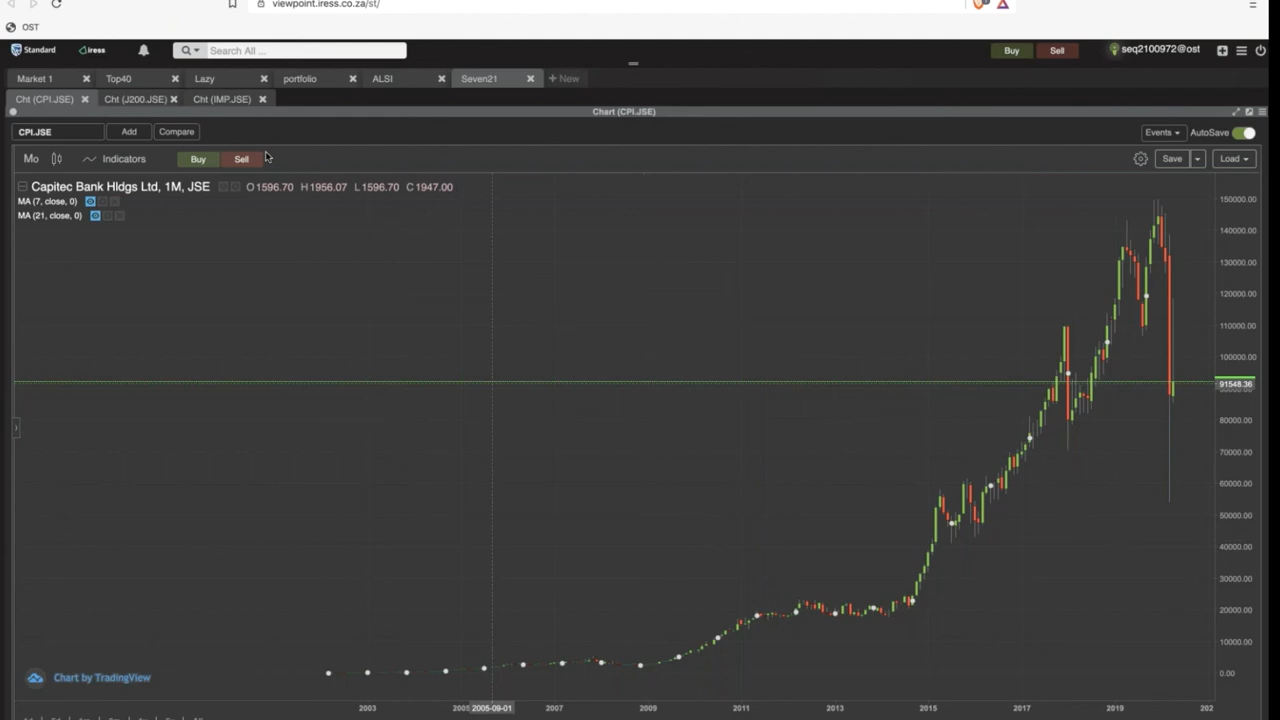 viewpoint.iress.co.za/st/
OST
Standard iress Search All ... Buy Sell seq2100972@ost
Market 1 Top40 Lazy portfolio ALSI Seven21 New
Cht (CPI.JSE) Cht (J200.JSE) Cht (IMP.JSE)
Chart (CPI.JSE)
CPI.JSE Add Compare Events AutoSave
Mo Indicators Buy Sell Save Load
Capitec Bank Hldgs Ltd, 1M, JSE O 1596.70 H 1956.07 L 1596.70 C 1947.00
MA (7, close, 0)
MA (21, close, 0)
150000.00
140000.00
130000.00
120000.00
110000.00
100000.00
91548.36
80000.00
70000.00
60000.00
50000.00
40000.00
30000.00
20000.00
10000.00
0.00
Chart by TradingView
2003 2005-09-01 2007 2009 2011 2013 2015 2017 2019 202